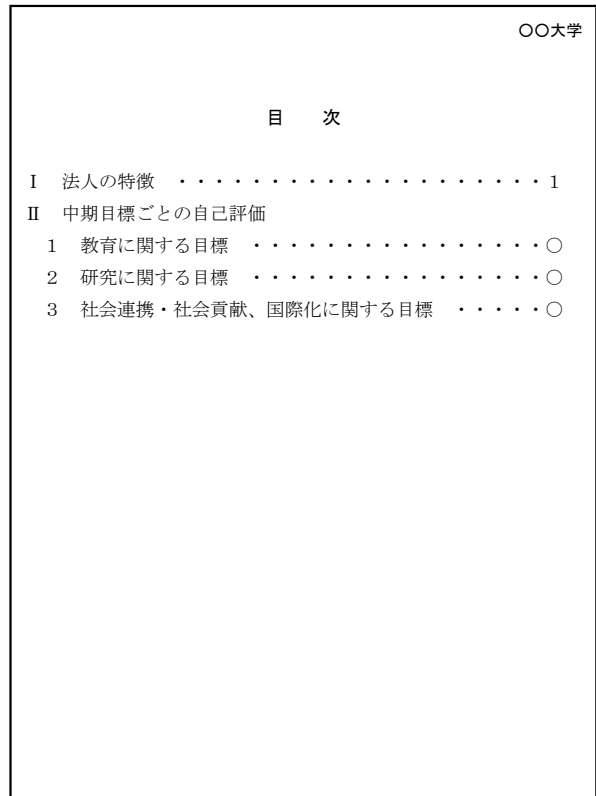 ○○大学
目　次
Ⅰ　法人の特徴　・・・・・・・・・・・・・・・・・・・・１
Ⅱ　中期目標ごとの自己評価
１　教育に関する目標　・・・・・・・・・・・・・・・・○
２　研究に関する目標　・・・・・・・・・・・・・・・・○
３　社会連携・社会貢献、国際化に関する目標　・・・・・○